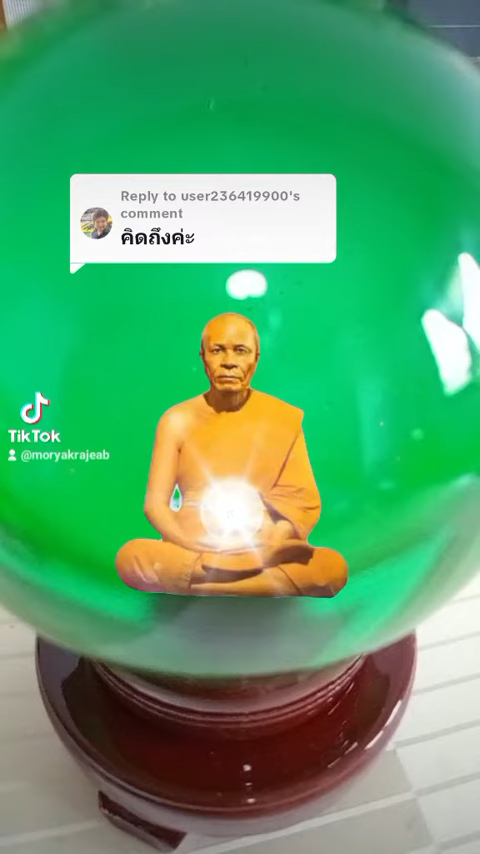 Reply to user236419900's
comment
คิดถึงค่ะ
TikTok
@moryakrajeab